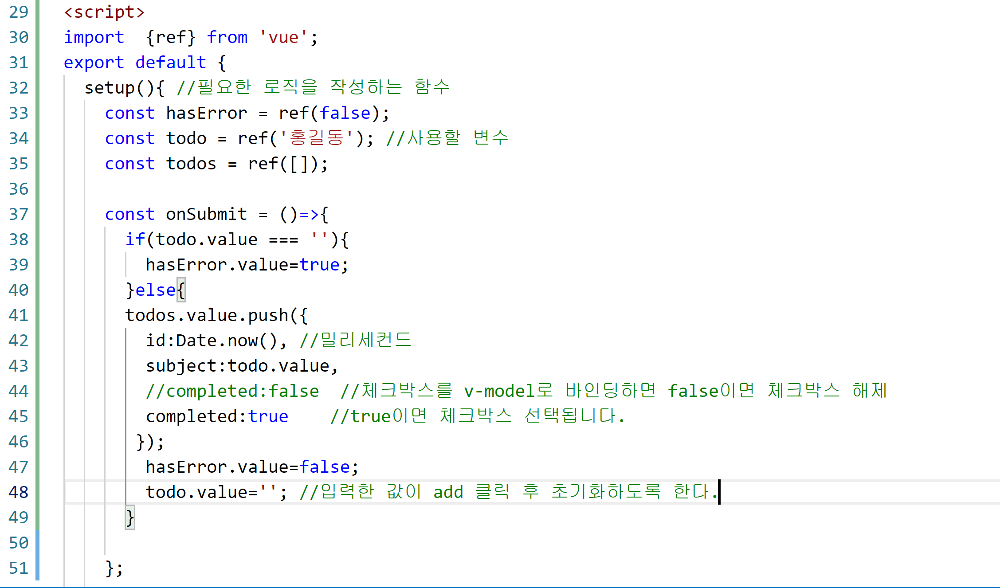 29 <script>
30 import  {ref} from 'vue';
31 export default {
32   setup(){ //필요한 로직을 작성하는 함수
33     const hasError = ref(false);
34     const todo = ref('홍길동'); //사용할 변수
35     const todos = ref([]);
36
37     const onSubmit = ()=>{
38       if(todo.value === ''){
39         hasError.value=true;
40       }else{
41       todos.value.push({
42         id:Date.now(), //밀리세컨드
43         subject:todo.value,
44         //completed:false  //체크박스를 v-model로 바인딩하면 false이면 체크박스 해제
45         completed:true    //true이면 체크박스 선택됩니다.
46        });
47         hasError.value=false;
48         todo.value=''; //입력한 값이 add 클릭 후 초기화하도록 한다.
49       }
50
51     };